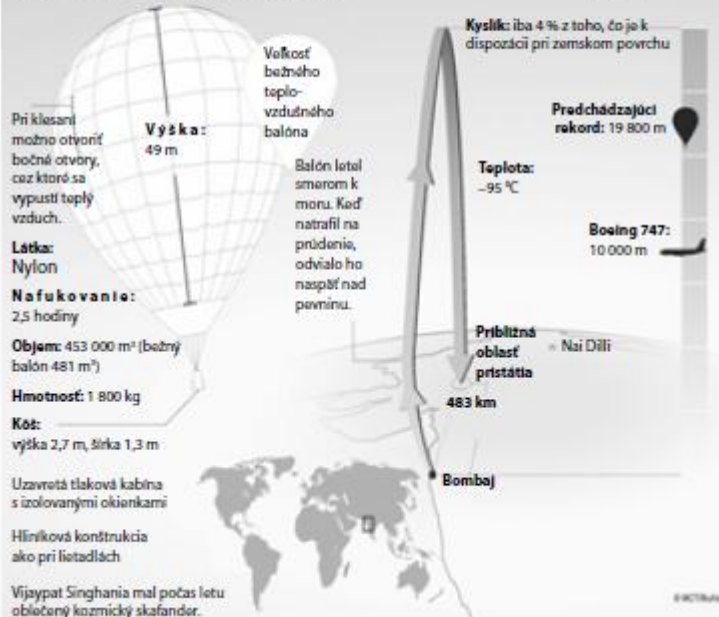 Kyslík: iba 4 % z toho, čo je k
dispozícii pri zemskom povrchu
Veľkosť
bežného
teplo-
vzdušného
balóna
Pri klesaní
možno otvoriť
bočné otvory,
cez ktoré sa
vypustí teplý
vzduch.
Výška:
49 m
Predchádzajúci
rekord: 19 800 m
Teplota:
–95 °C
Balón letel
smerom k
moru. Keď
natrafil na
prúdenie,
odvialo ho
naspäť nad
pevninu.
Boeing 747:
10 000 m
Látka:
Nylon
Nafukovanie:
2,5 hodiny
Objem: 453 000 m³ (bežný
balón 481 m³)
Hmotnosť: 1 800 kg
Kôš:
výška 2,7 m, šírka 1,3 m
Približná
oblasť
pristátia
Naí Dillí
483 km
Bombaj
Uzavretá tlaková kabína
s izolovanými okienkami
Hliníková konštrukcia
ako pri lietadlách
Vijaypat Singhania mal počas letu
oblečený kozmický skafander.